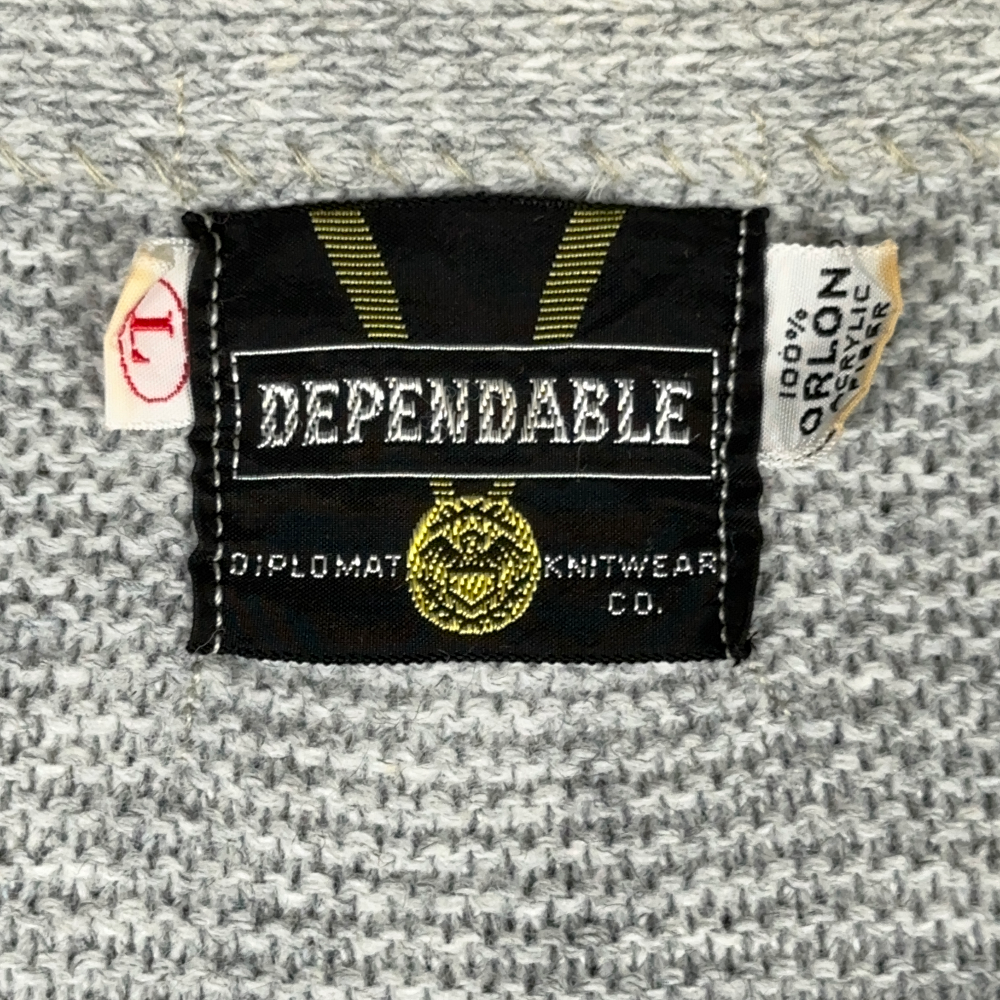 L
DEPENDABLE
DIPLOMAT KNITWEAR
CO.
100%
ORLON
ACRYLIC
FIBER